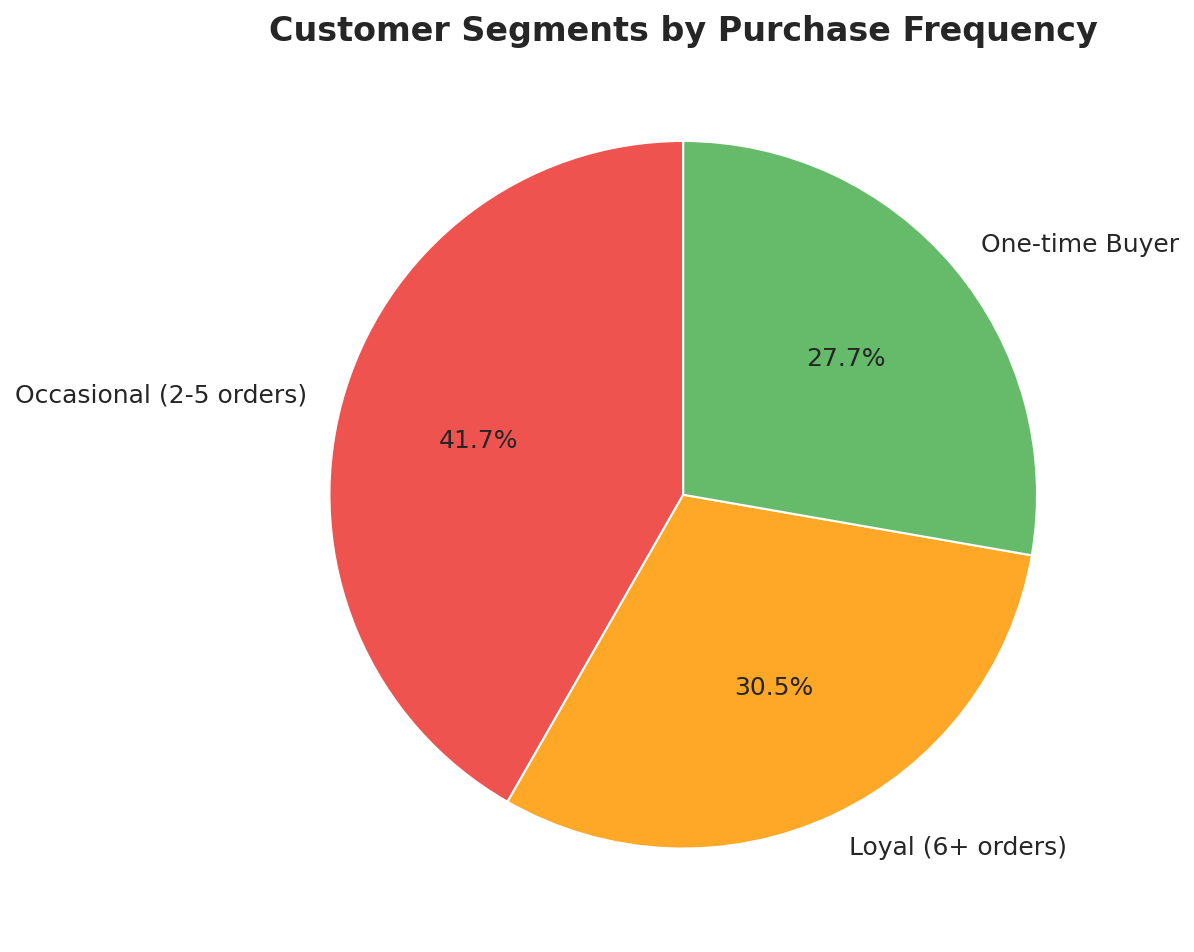 Customer Segments by Purchase Frequency
One-time Buyer
27.7%
Occasional (2-5 orders)
41.7%
30.5%
Loyal (6+ orders)